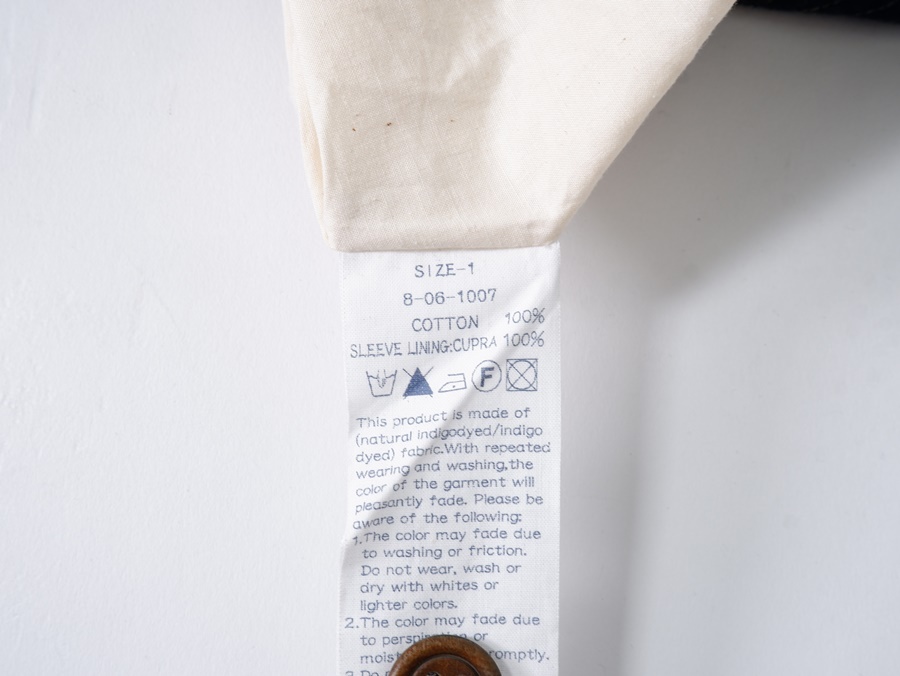 SIZE-1
8-06-1007
COTTON 100%
SLEEVE LINING:CUPRA 100%
F
This product is made of
(natural indigodyed/indigo
dyed) fabric.With repeated
wearing and washing,the
color of the garment will
pleasantly fade. Please be
aware of the following:
1.The color may fade due
to washing or friction.
Do not wear, wash or
dry with whites or
lighter colors.
2.The color may fade due
to or